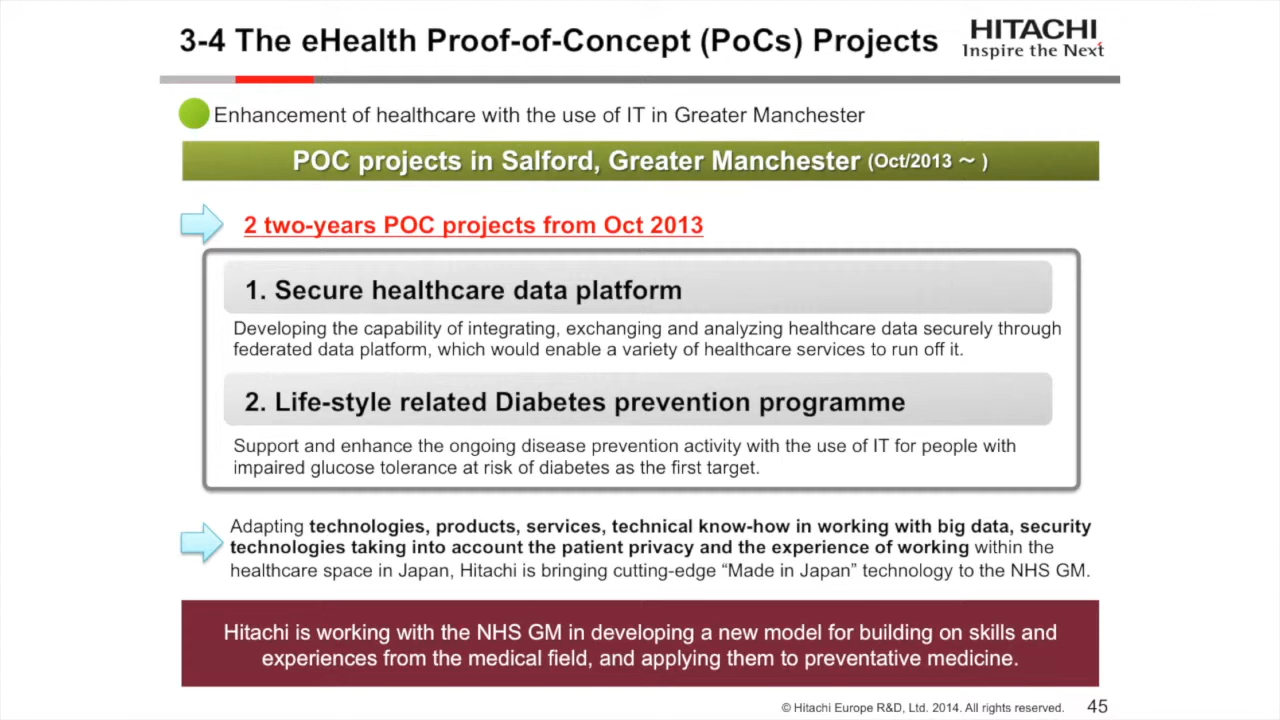 3-4 The eHealth Proof-of-Concept (PoCs) Projects
HITACHI
Inspire the Next
Enhancement of healthcare with the use of IT in Greater Manchester
POC projects in Salford, Greater Manchester (Oct/2013 ～ )
2 two-years POC projects from Oct 2013
1. Secure healthcare data platform
Developing the capability of integrating, exchanging and analyzing healthcare data securely through
federated data platform, which would enable a variety of healthcare services to run off it.
2. Life-style related Diabetes prevention programme
Support and enhance the ongoing disease prevention activity with the use of IT for people with
impaired glucose tolerance at risk of diabetes as the first target.
Adapting technologies, products, services, technical know-how in working with big data, security
technologies taking into account the patient privacy and the experience of working within the
healthcare space in Japan, Hitachi is bringing cutting-edge “Made in Japan” technology to the NHS GM.
Hitachi is working with the NHS GM in developing a new model for building on skills and
experiences from the medical field, and applying them to preventative medicine.
© Hitachi Europe R&D, Ltd. 2014. All rights reserved. 45